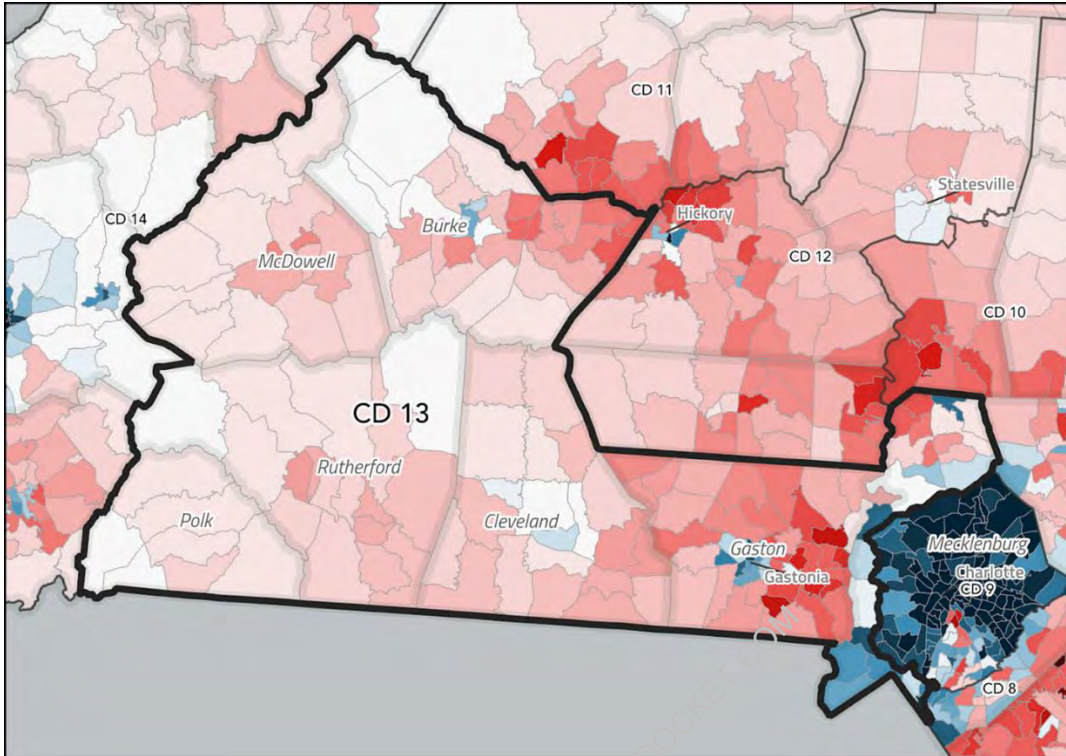 CD 11
Statesville
CD 14
Burke
Hickory
McDowell
CD 12
CD 10
CD 13
Rutherford
Polk
Cleveland
Gaston
Gastonia
Mecklenburg
Charlotte
CD 9
CD 8